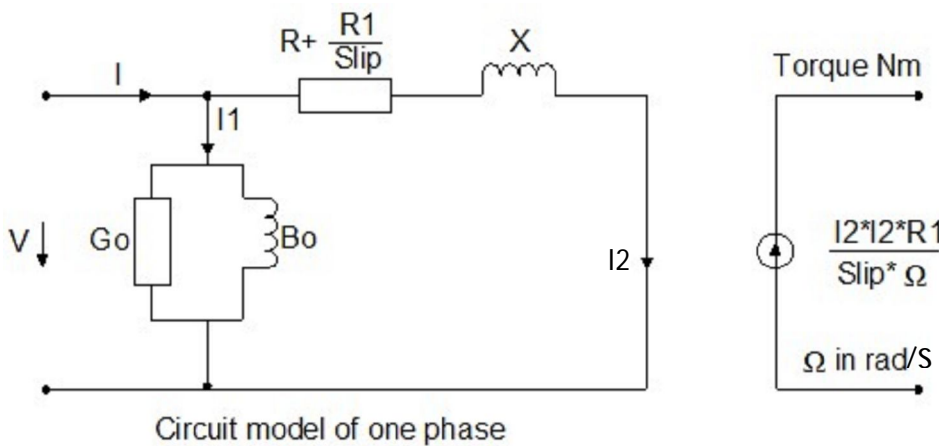 R+ R1
Slip
X
I
I1
Torque Nm
V
Go
Bo
I2
I2*I2*R1
Slip* Ω
Ω in rad/s
Circuit model of one phase